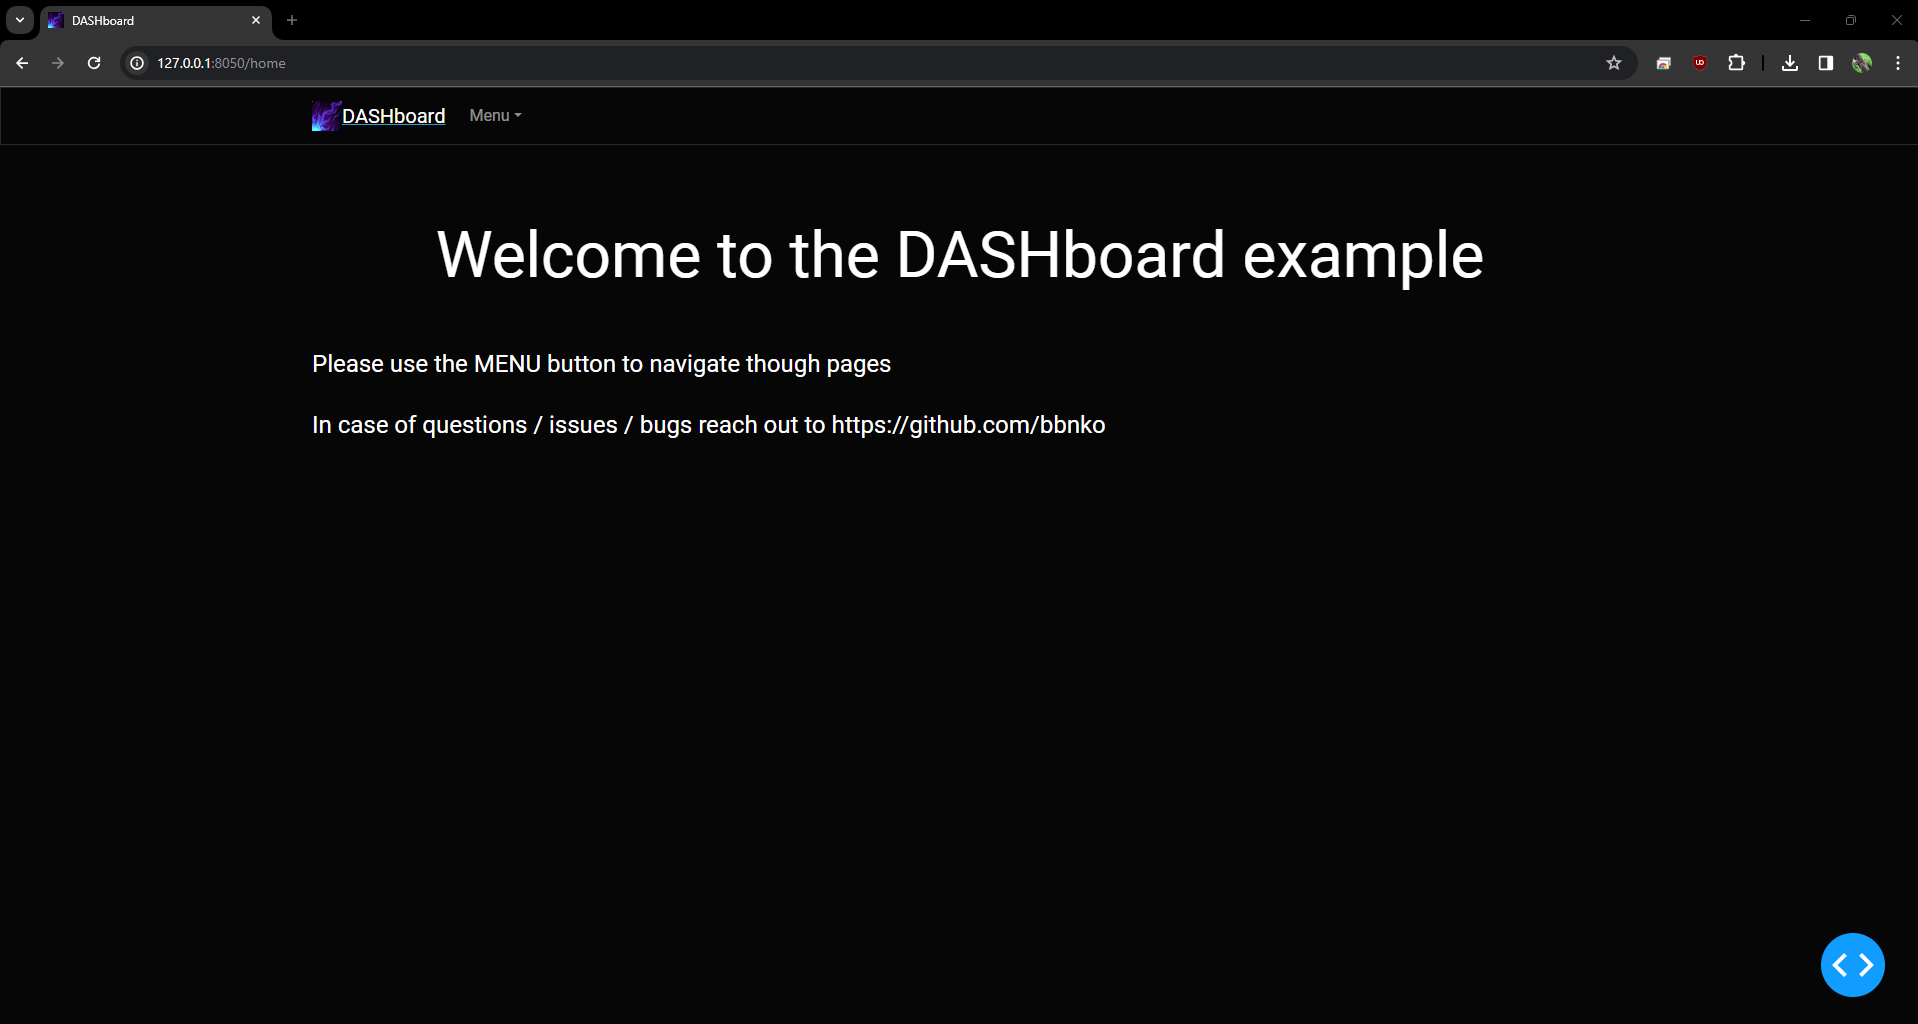 DASHboard
127.0.0.1:8050/home
DASHboard Menu
Welcome to the DASHboard example
Please use the MENU button to navigate though pages
In case of questions / issues / bugs reach out to https://github.com/bbnko